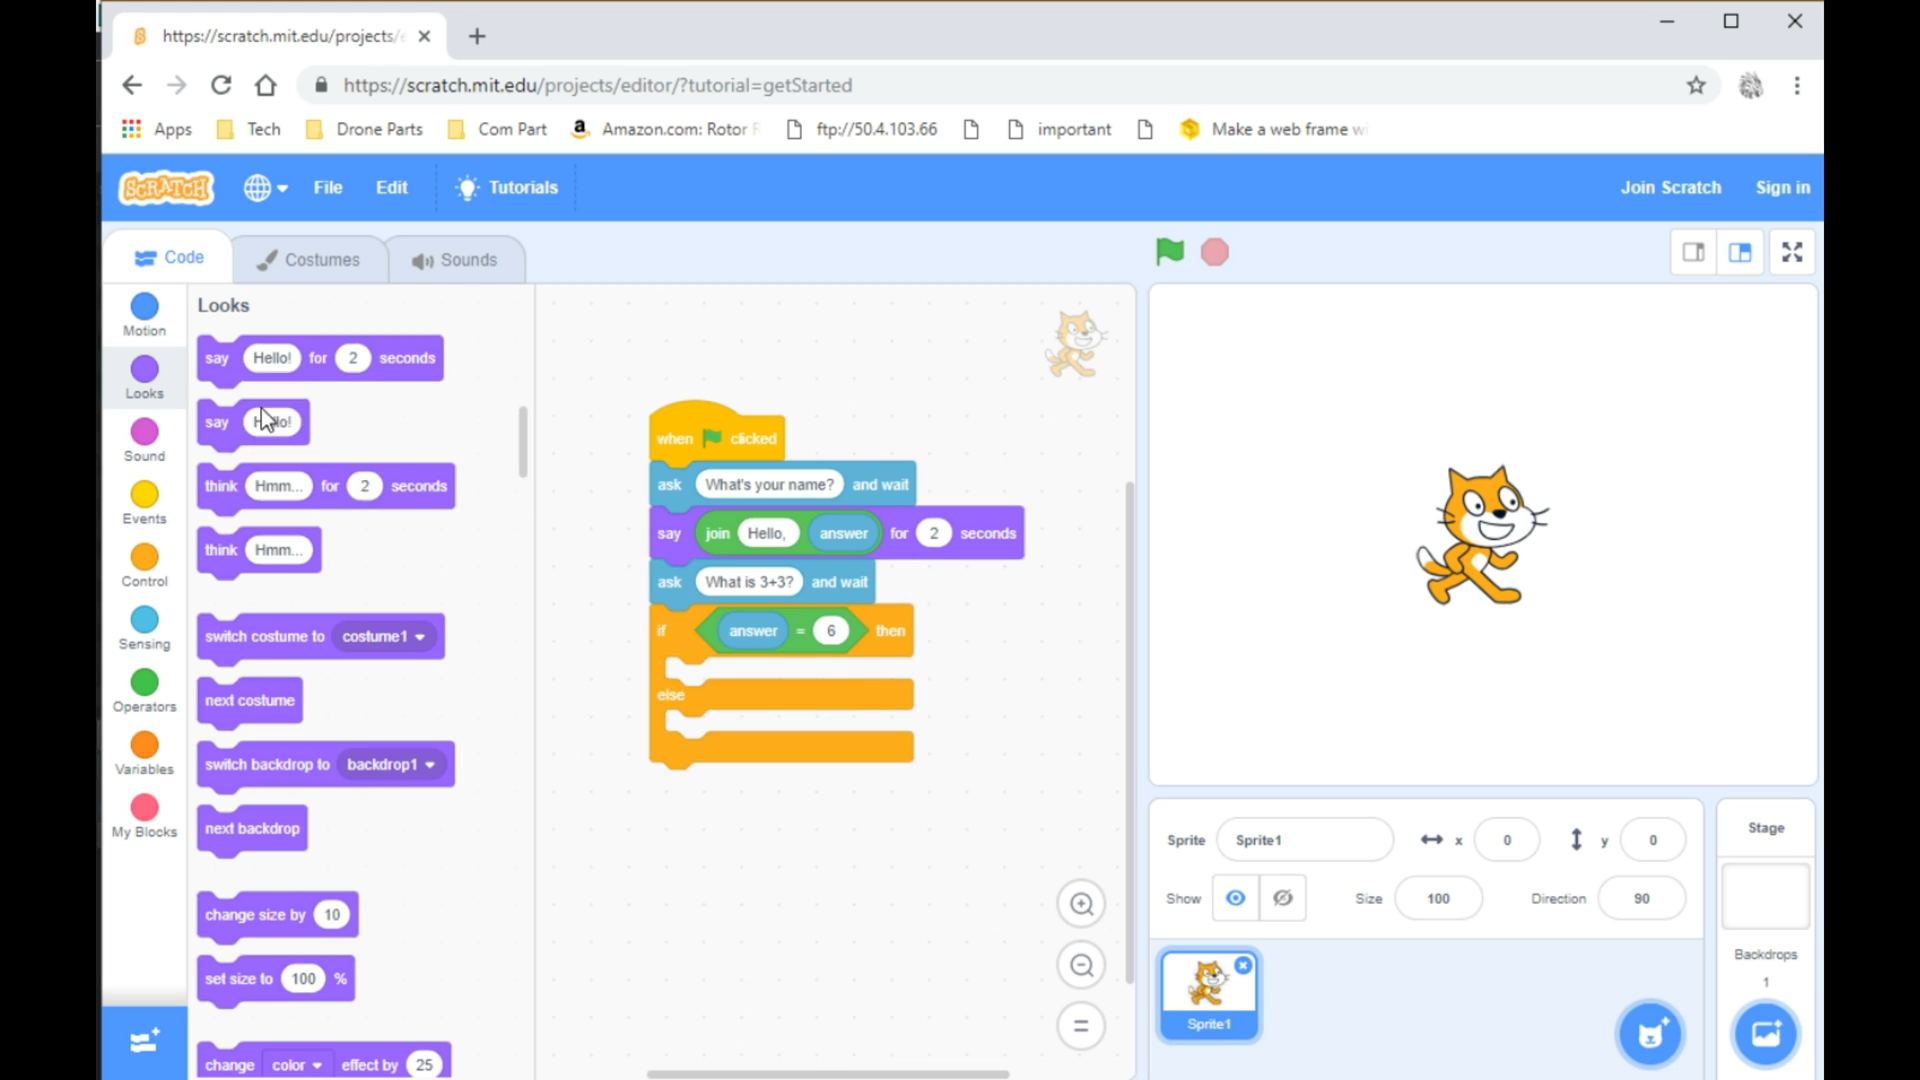 https://scratch.mit.edu/projects/e
https://scratch.mit.edu/projects/editor/?tutorial=getStarted
Apps Tech Drone Parts Com Part Amazon.com: Rotor ftp://50.4.103.66 important Make a web frame wi
SCRATCH File Edit Tutorials Join Scratch Sign in
Code Costumes Sounds
Motion
Looks
Sound
Events
Control
Sensing
Operators
Variables
My Blocks
Looks
say Hello! for 2 seconds
say Hello!
think Hmm... for 2 seconds
think Hmm...
switch costume to costume1
next costume
switch backdrop to backdrop1
next backdrop
change size by 10
set size to 100 %
change color effect by 25
when clicked
ask What's your name? and wait
say join Hello, answer for 2 seconds
ask What is 3+3? and wait
if answer = 6 then
else
Sprite Sprite1 x 0 y 0
Show Size 100 Direction 90
Sprite1
Stage
Backdrops
1